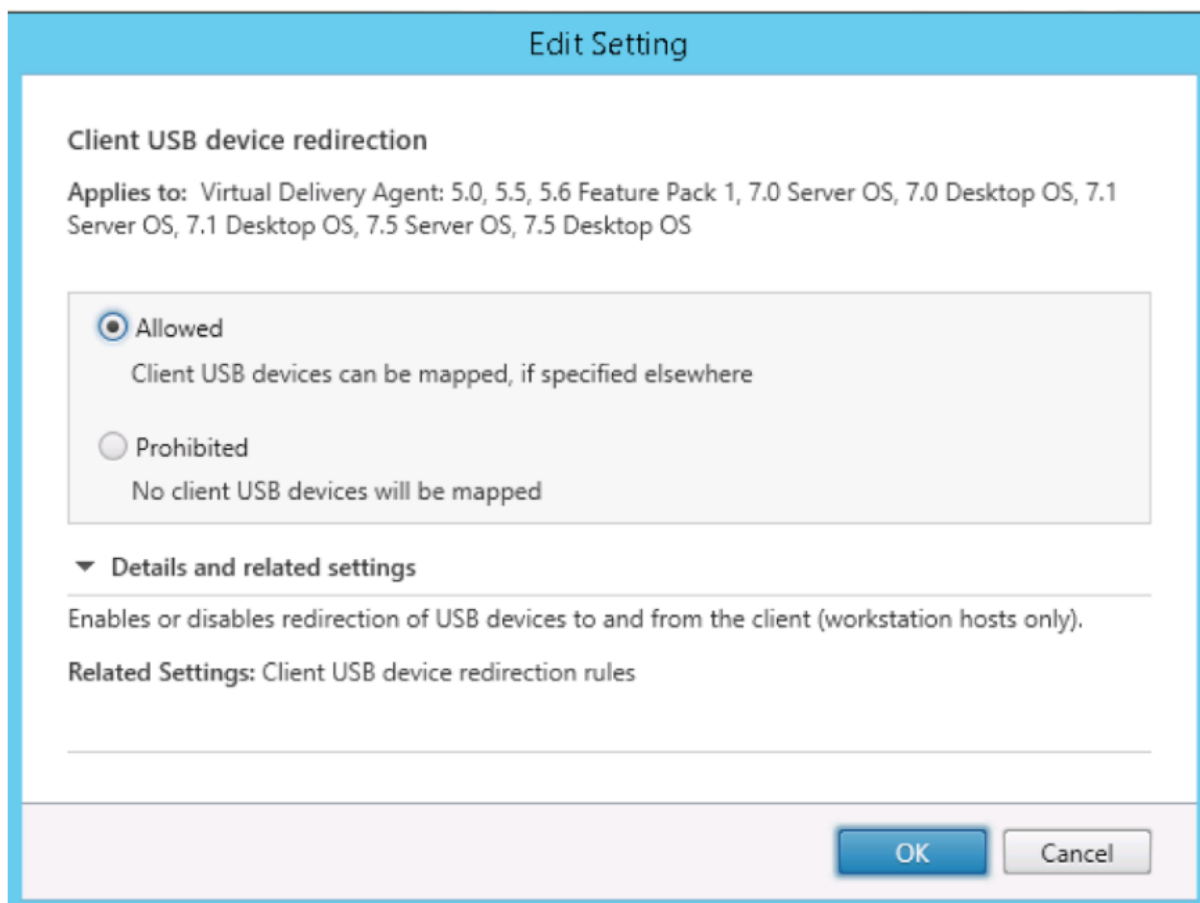 Edit Setting
Client USB device redirection
Applies to: Virtual Delivery Agent: 5.0, 5.5, 5.6 Feature Pack 1, 7.0 Server OS, 7.0 Desktop OS, 7.1
Server OS, 7.1 Desktop OS, 7.5 Server OS, 7.5 Desktop OS
Allowed
Client USB devices can be mapped, if specified elsewhere
Prohibited
No client USB devices will be mapped
Details and related settings
Enables or disables redirection of USB devices to and from the client (workstation hosts only).
Related Settings: Client USB device redirection rules
OK
Cancel